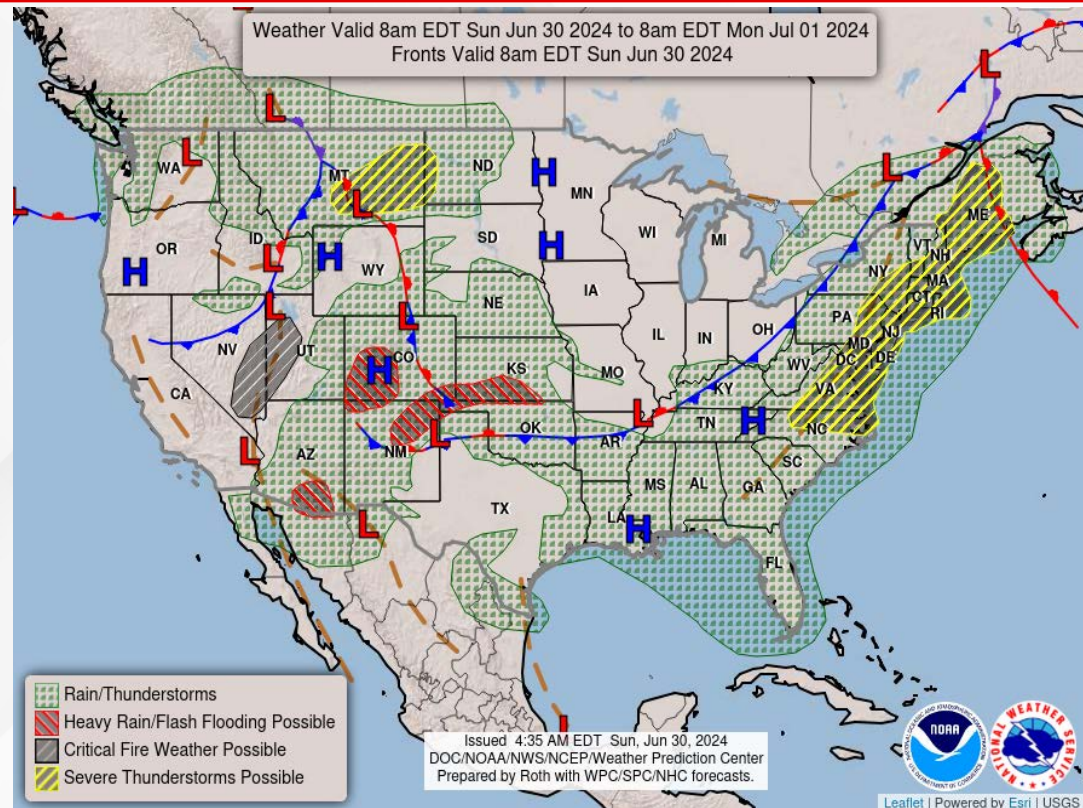 Weather Valid 8am EDT Sun Jun 30 2024 to 8am EDT Mon Jul 01 2024
Fronts Valid 8am EDT Sun Jun 30 2024
L
L
H
L
WA
MT
ND
H
MN
L
L
ME
L
OR
ID
H
L
H
WY
SD
H
WI
MI
VT
NH
NY
MA
CT
RI
L
L
NE
IA
PA
NJ
NV
UT
CO
H
IL
IN
OH
MD
DE
DC
WV
CA
KS
MO
KY
VA
L
L
AZ
NM
L
OK
AR
TN
H
NC
SC
L
TX
MS
AL
GA
LA
H
FL
L
Rain/Thunderstorms
Heavy Rain/Flash Flooding Possible
Critical Fire Weather Possible
Severe Thunderstorms Possible
Issued 4:35 AM EDT Sun, Jun 30, 2024
DOC/NOAA/NWS/NCEP/Weather Prediction Center
Prepared by Roth with WPC/SPC/NHC forecasts.
NOAA
NATIONAL WEATHER SERVICE
Leaflet | Powered by Esri | USGS